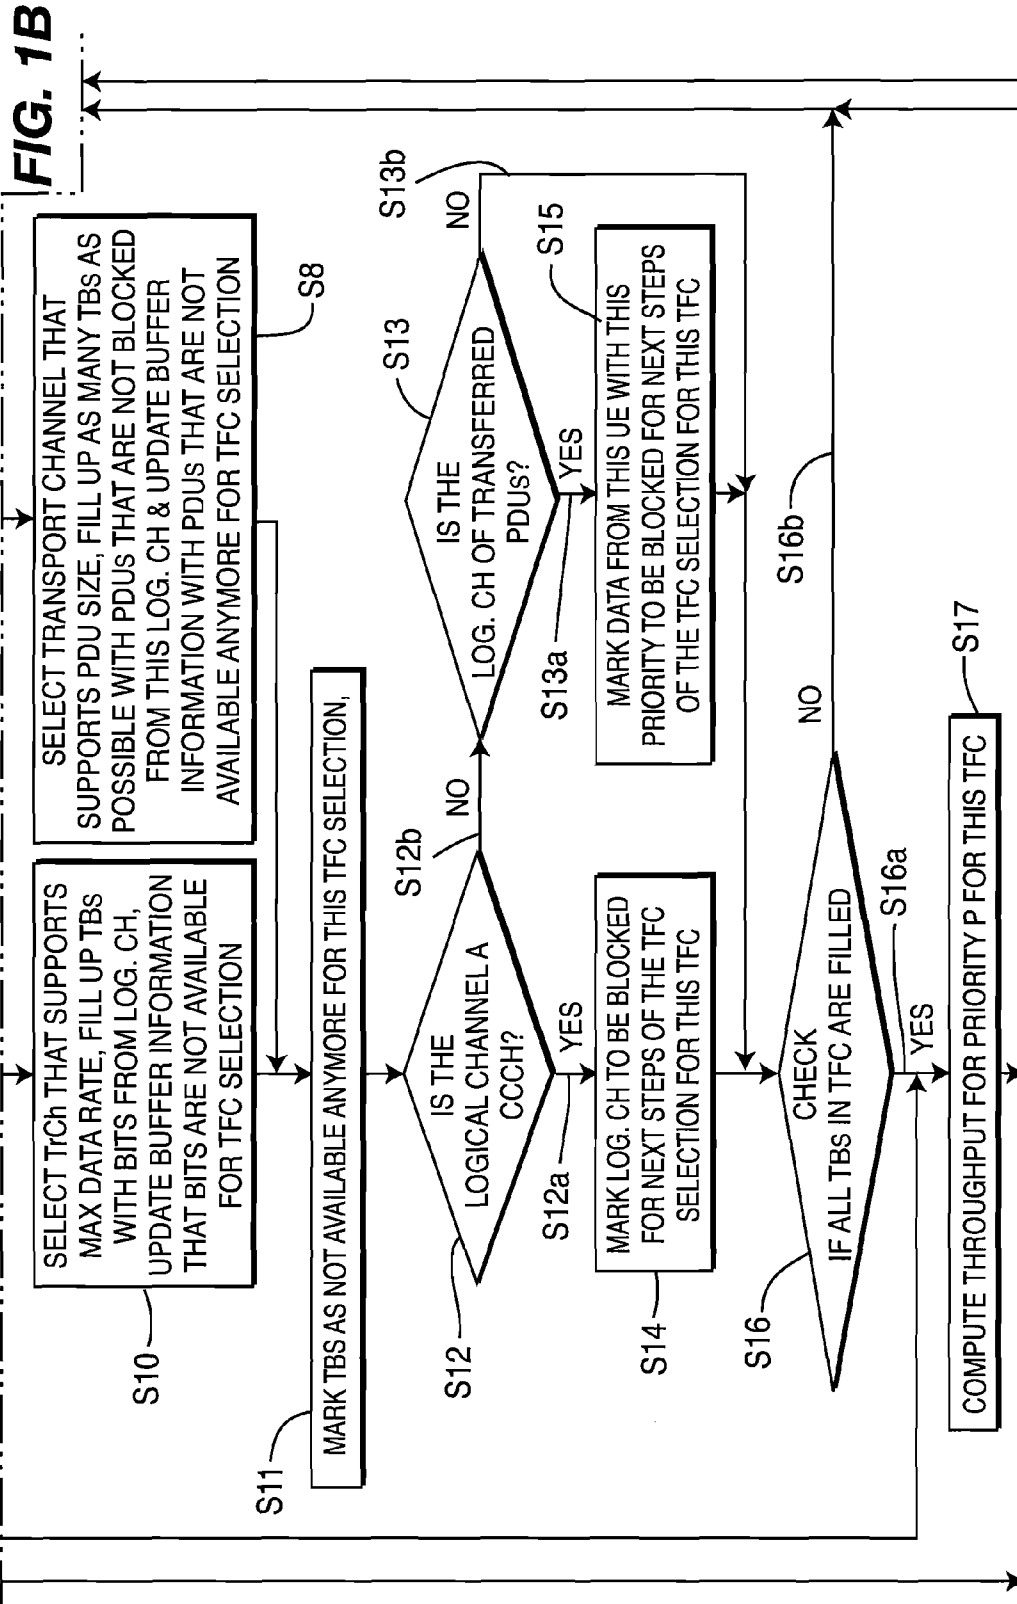 FIG. 1B
SELECT TrCh THAT SUPPORTS
MAX DATA RATE, FILL UP TBs
WITH BITS FROM LOG. CH,
UPDATE BUFFER INFORMATION
THAT BITS ARE NOT AVAILABLE
FOR TFC SELECTION
S10
SELECT TRANSPORT CHANNEL THAT
SUPPORTS PDU SIZE, FILL UP AS MANY TBs AS
POSSIBLE WITH PDUs THAT ARE NOT BLOCKED
FROM THIS LOG. CH & UPDATE BUFFER
INFORMATION WITH PDUs THAT ARE NOT
AVAILABLE ANYMORE FOR TFC SELECTION
S8
S11
MARK TBS AS NOT AVAILABLE ANYMORE FOR THIS TFC SELECTION,
S12
IS THE
LOGICAL CHANNEL A
CCCH?
S12b
NO
S12a
YES
S13
IS THE
LOG. CH OF TRANSFERRED
PDUs?
NO
S13b
S13a
YES
S14
MARK LOG. CH TO BE BLOCKED
FOR NEXT STEPS OF THE TFC
SELECTION FOR THIS TFC
S15
MARK DATA FROM THIS UE WITH THIS
PRIORITY TO BE BLOCKED FOR NEXT STEPS
OF THE TFC SELECTION FOR THIS TFC
S16
CHECK
IF ALL TBS IN TFC ARE FILLED
NO
S16b
S16a
YES
COMPUTE THROUGHPUT FOR PRIORITY P FOR THIS TFC
S17